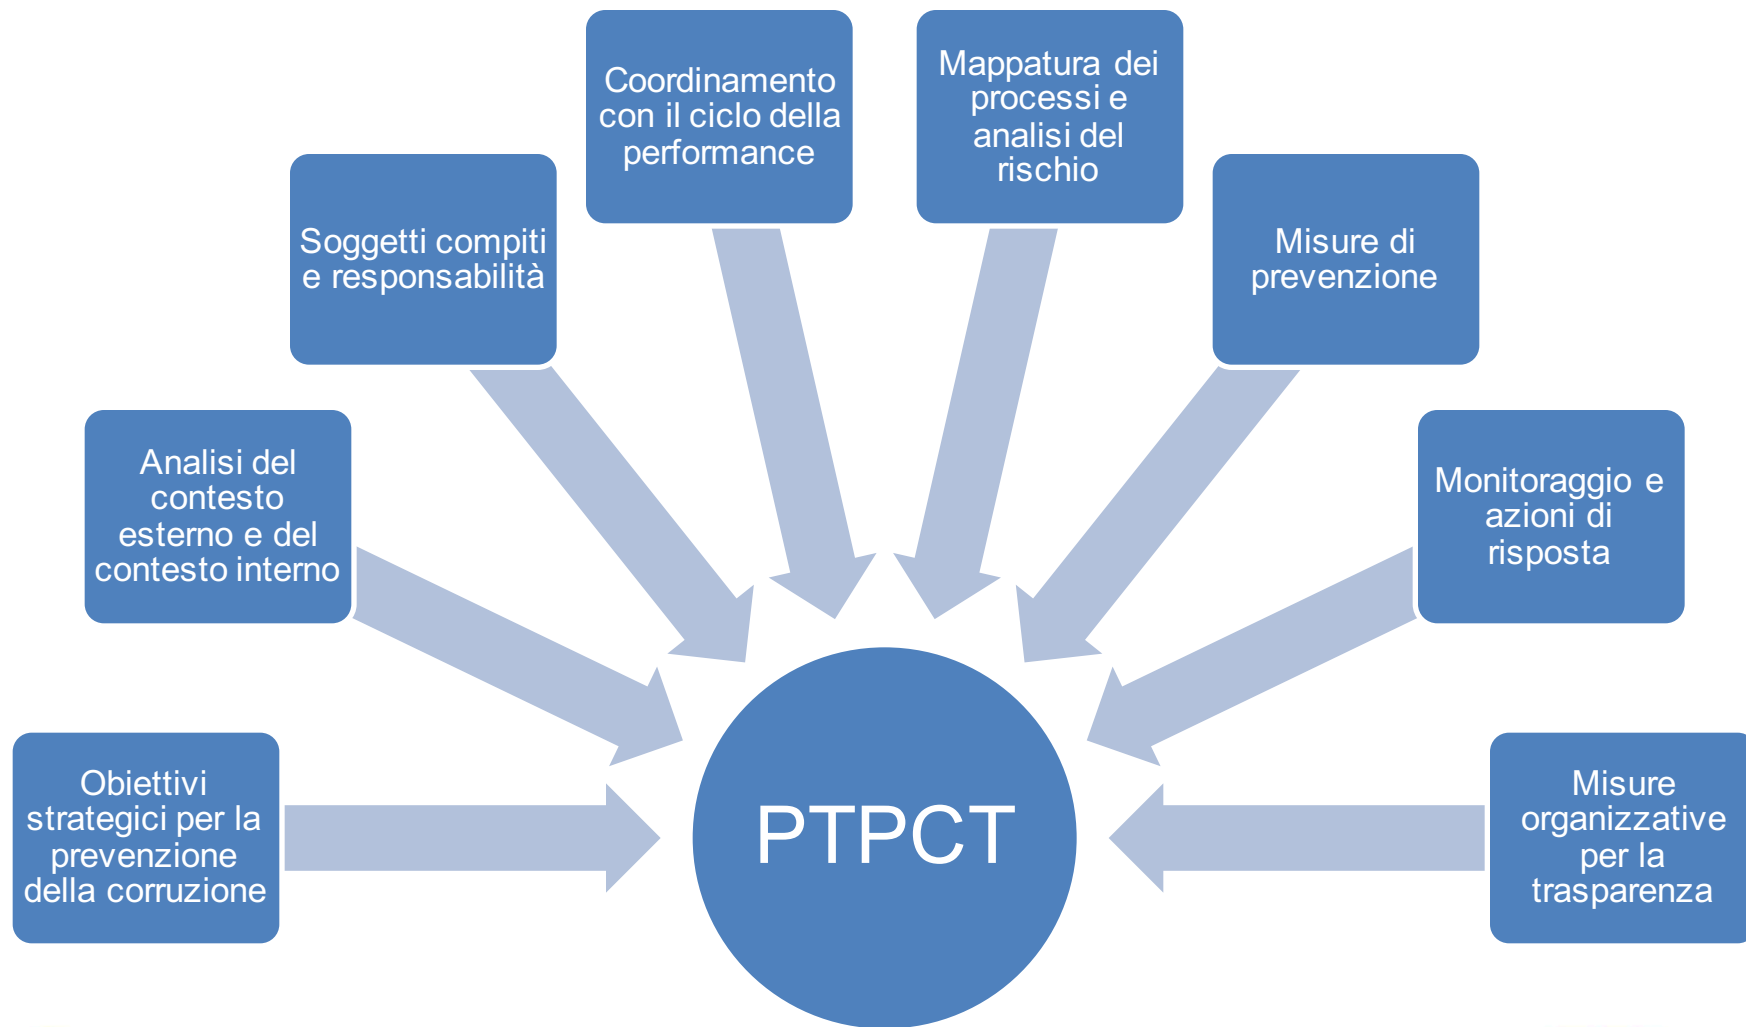 Obiettivi
strategici per la
prevenzione
della corruzione
Analisi del
contesto
esterno e del
contesto interno
Soggetti compiti
e responsabilità
Coordinamento
con il ciclo della
performance
Mappatura dei
processi e
analisi del
rischio
Misure di
prevenzione
Monitoraggio e
azioni di
risposta
Misure
organizzative
per la
trasparenza
PTPCT